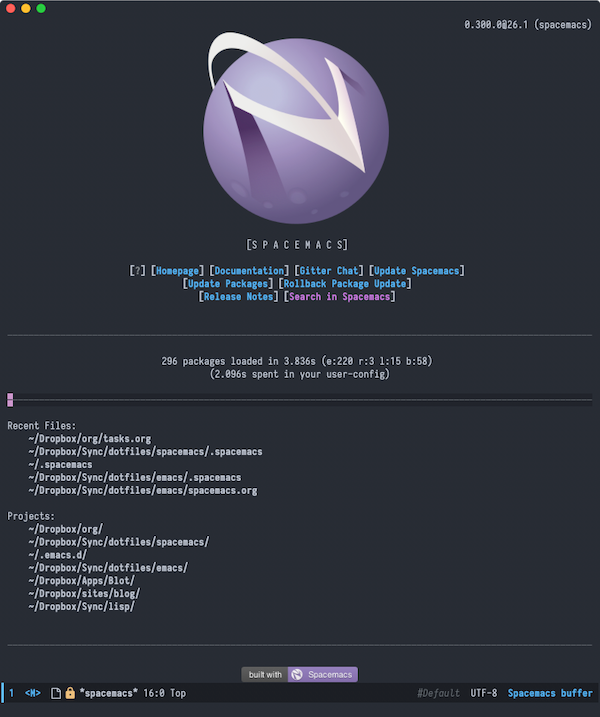 0.300.0@26.1 (spacemacs)
[S P A C E M A C S]
[?] [Homepage] [Documentation] [Gitter Chat] [Update Spacemacs]
[Update Packages] [Rollback Package Update]
[Release Notes] [Search in Spacemacs]
296 packages loaded in 3.836s (e:220 r:3 l:15 b:58)
(2.096s spent in your user-config)
Recent Files:
~/Dropbox/org/tasks.org
~/Dropbox/Sync/dotfiles/spacemacs/.spacemacs
~/.spacemacs
~/Dropbox/Sync/dotfiles/emacs/.spacemacs
~/Dropbox/Sync/dotfiles/emacs/spacemacs.org
Projects:
~/Dropbox/org/
~/Dropbox/Sync/dotfiles/spacemacs/
~/.emacs.d/
~/Dropbox/Sync/dotfiles/emacs/
~/Dropbox/Apps/Blot/
~/Dropbox/sites/blog/
~/Dropbox/Sync/lisp/
built with Spacemacs
1 <N> *spacemacs* 16:0 Top #Default UTF-8 Spacemacs buffer